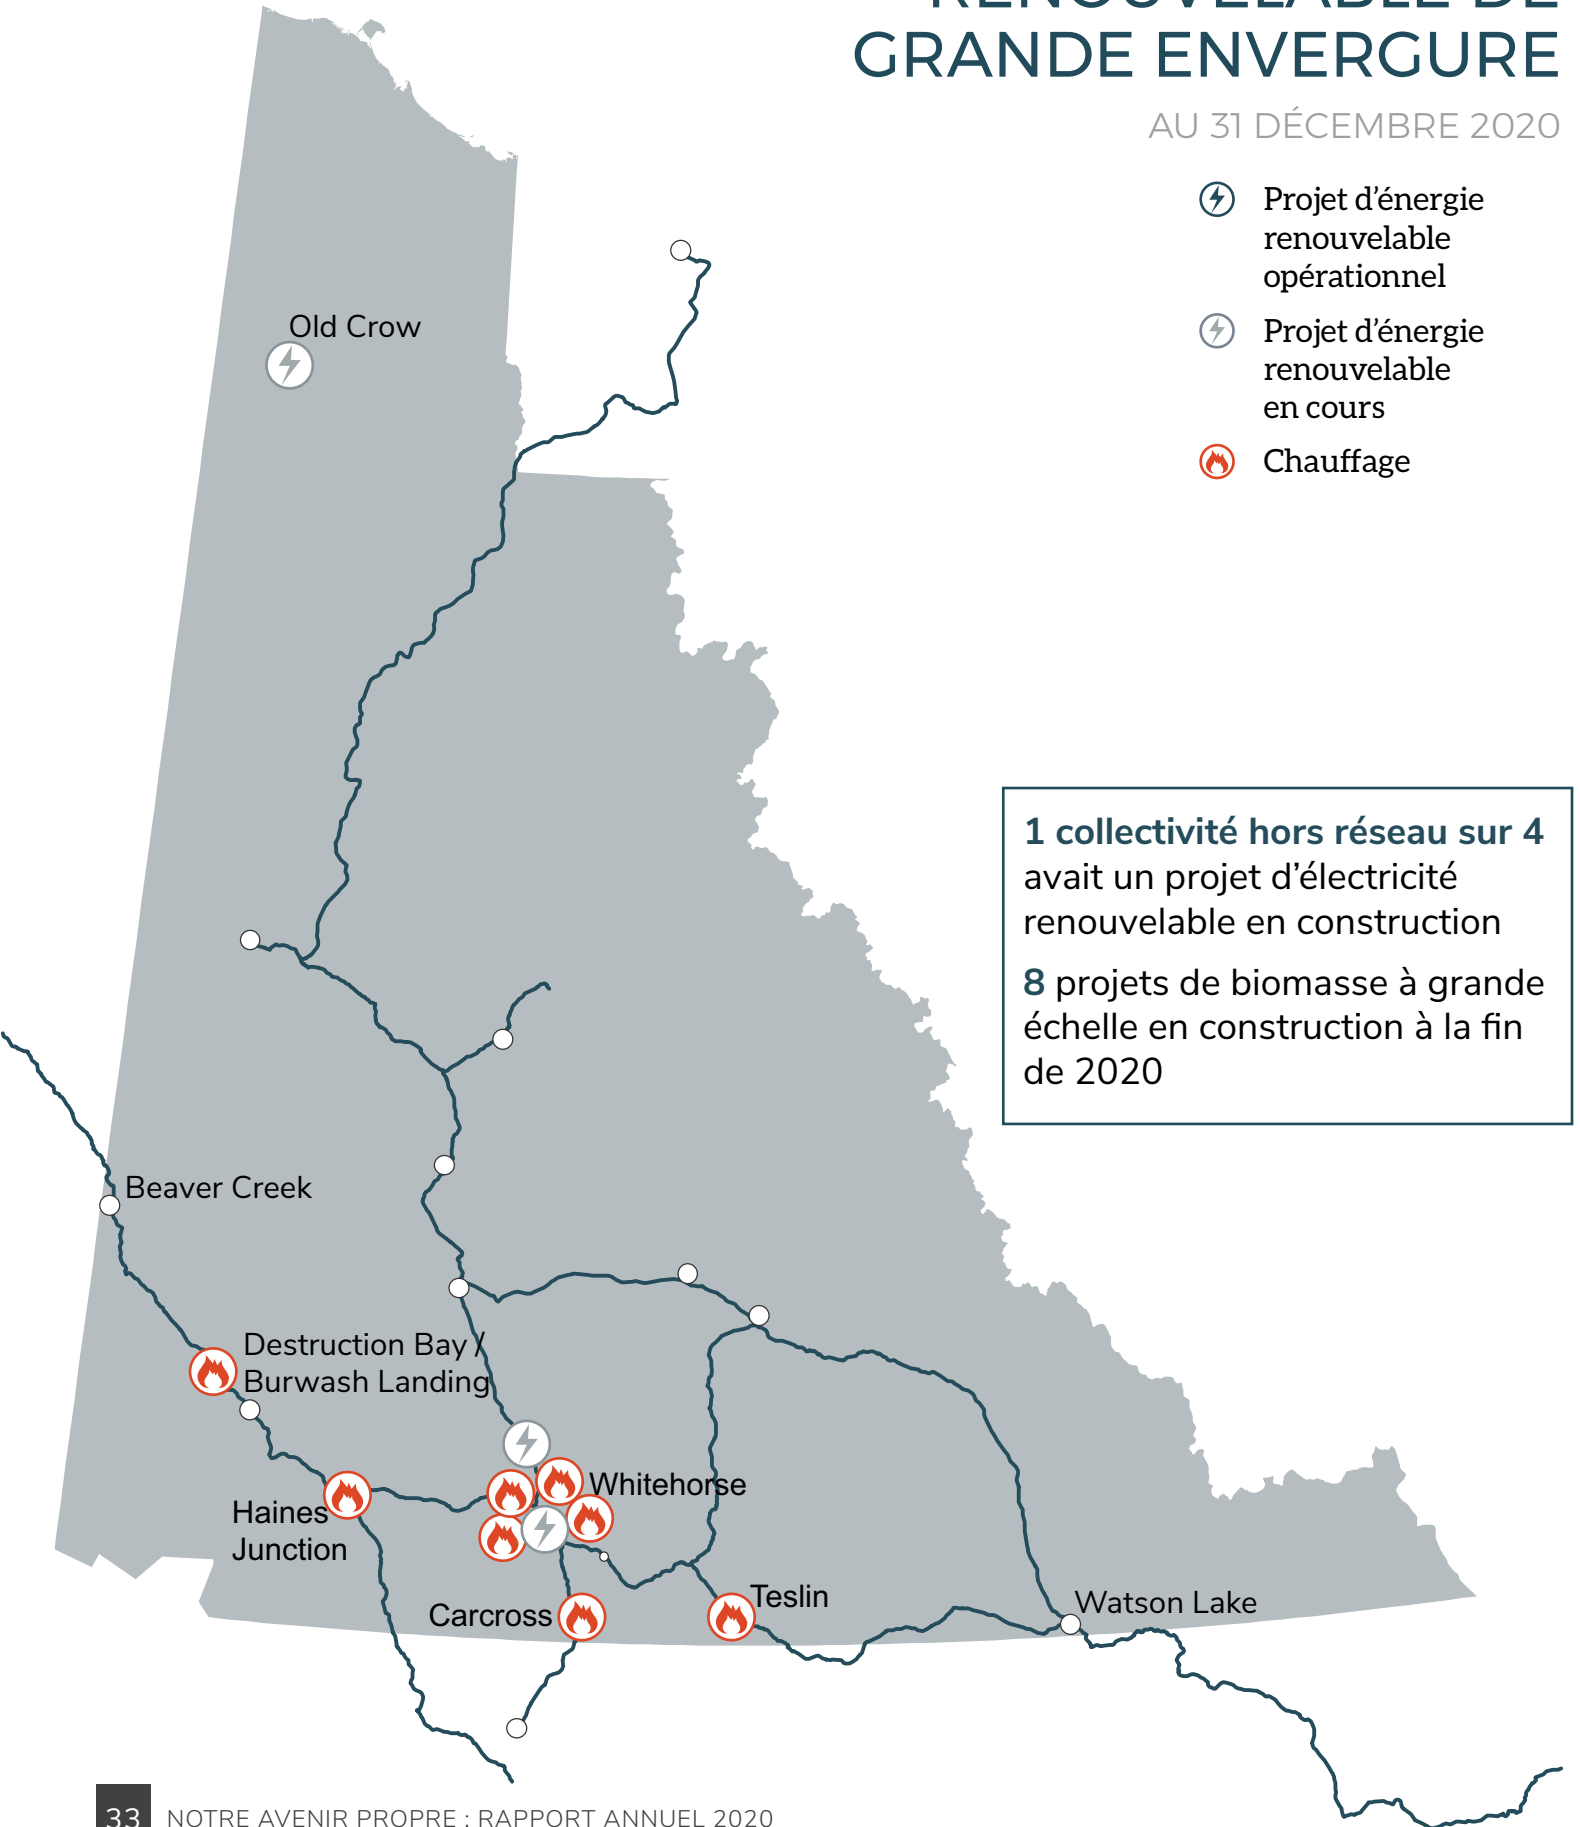 RENOUVELABLE DE
GRANDE ENVERGURE
AU 31 DÉCEMBRE 2020
Projet d’énergie
renouvelable
opérationnel
Projet d’énergie
renouvelable
en cours
Chauffage
Old Crow
1 collectivité hors réseau sur 4
avait un projet d’électricité
renouvelable en construction
8 projets de biomasse à grande
échelle en construction à la fin
de 2020
Beaver Creek
Destruction Bay /
Burwash Landing
Whitehorse
Haines
Junction
Carcross
Teslin
Watson Lake
33 NOTRE AVENIR PROPRE : RAPPORT ANNUEL 2020